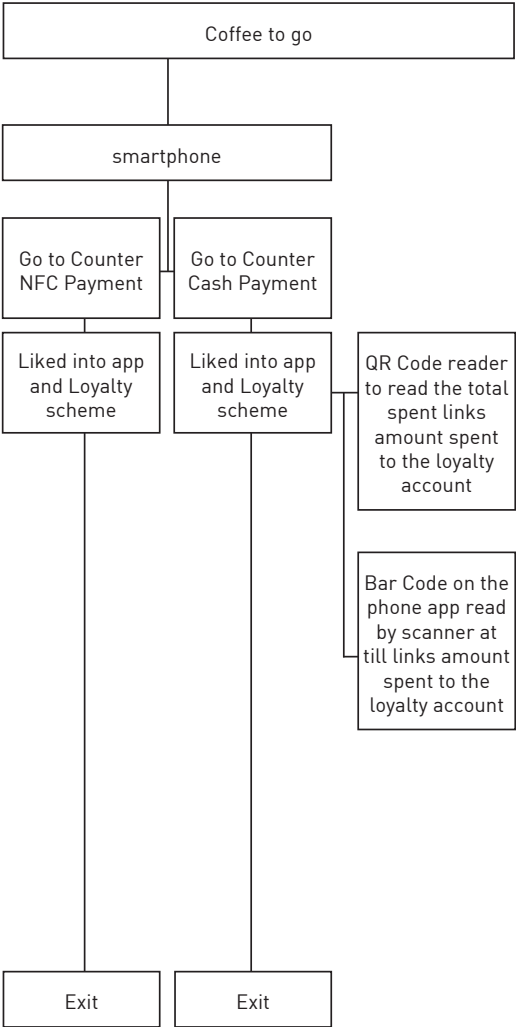 Coffee to go
smartphone
Go to Counter
NFC Payment
Go to Counter
Cash Payment
Liked into app
and Loyalty
scheme
Liked into app
and Loyalty
scheme
QR Code reader
to read the total
spent links
amount spent
to the loyalty
account
Bar Code on the
phone app read
by scanner at
till links amount
spent to the
loyalty account
Exit
Exit